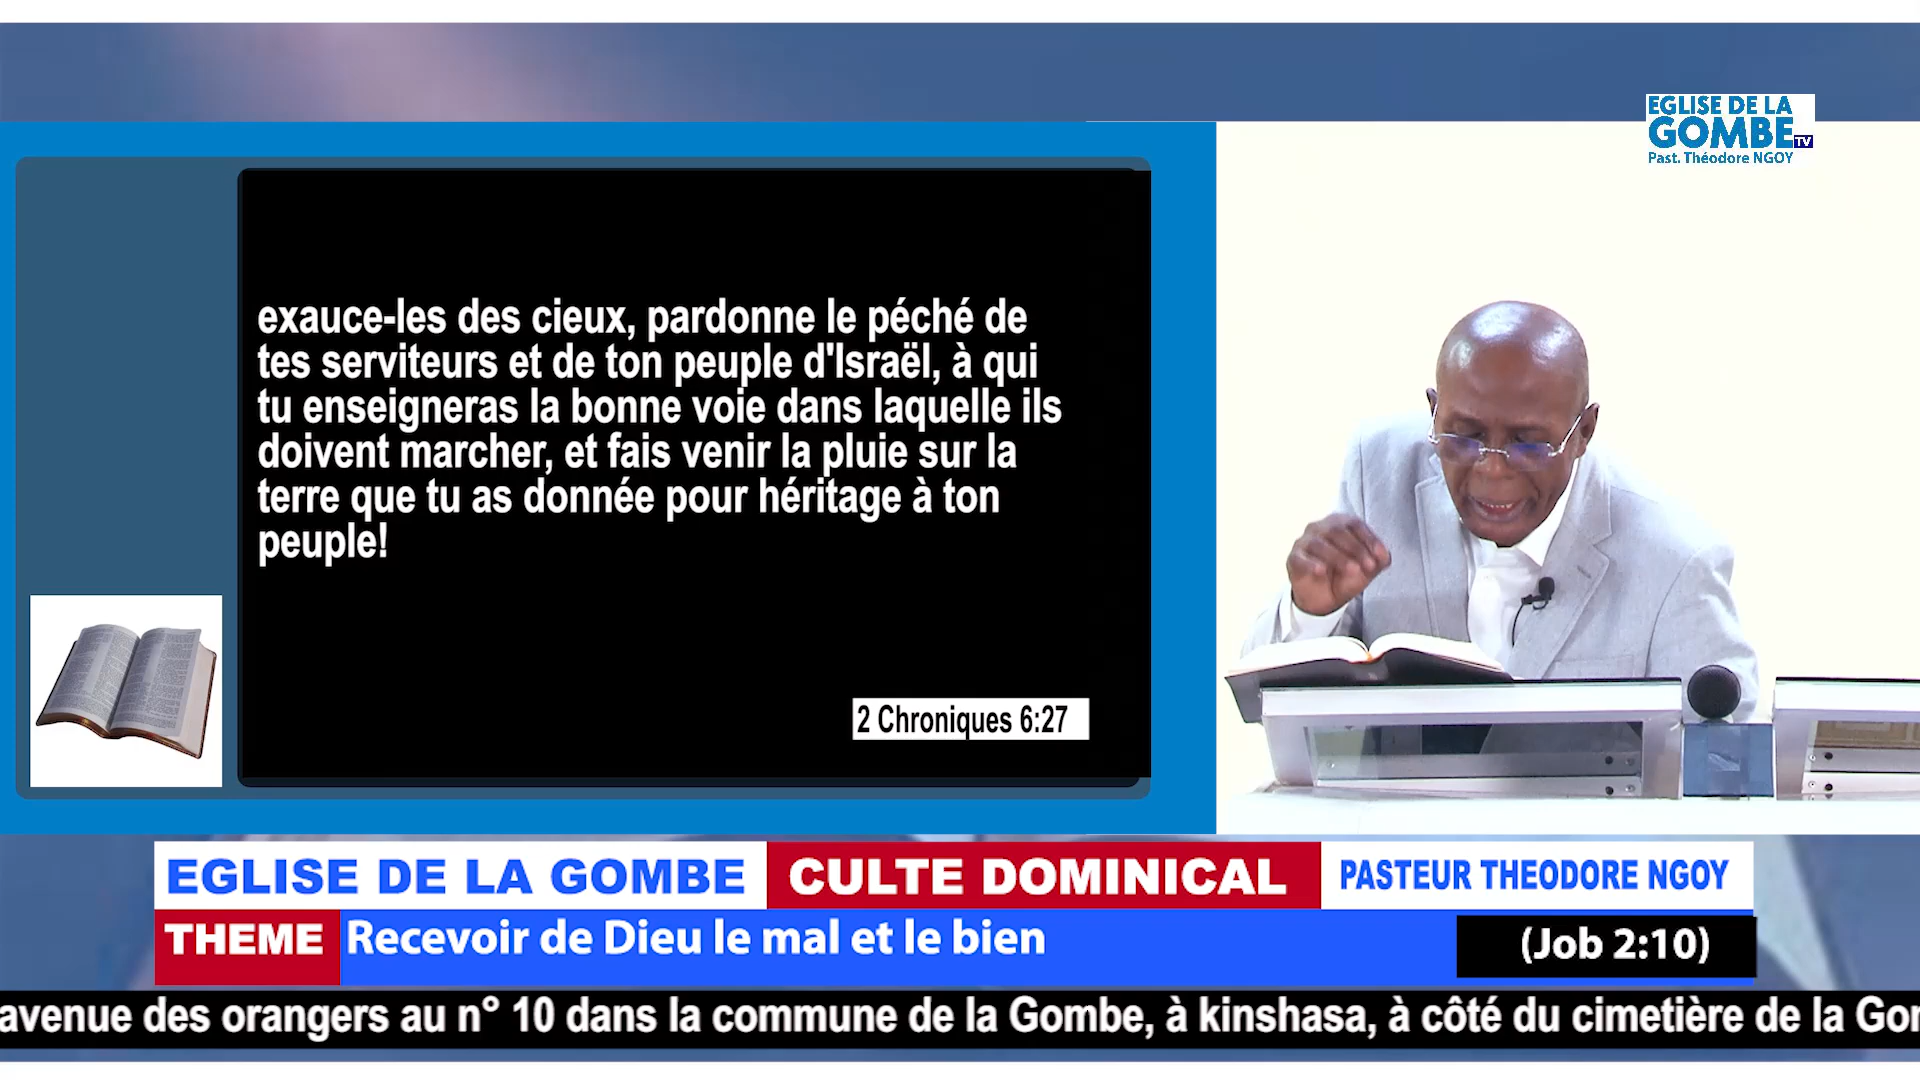 EGLISE DE LA
GOMBE TV
Past. Théodore NGOY
exauce-les des cieux, pardonne le péché de
tes serviteurs et de ton peuple d'Israël, à qui
tu enseigneras la bonne voie dans laquelle ils
doivent marcher, et fais venir la pluie sur la
terre que tu as donnée pour héritage à ton
peuple!
2 Chroniques 6:27
EGLISE DE LA GOMBE CULTE DOMINICAL PASTEUR THEODORE NGOY
THEME Recevoir de Dieu le mal et le bien (Job 2:10)
avenue des orangers au n° 10 dans la commune de la Gombe, à kinshasa, à côté du cimetière de la